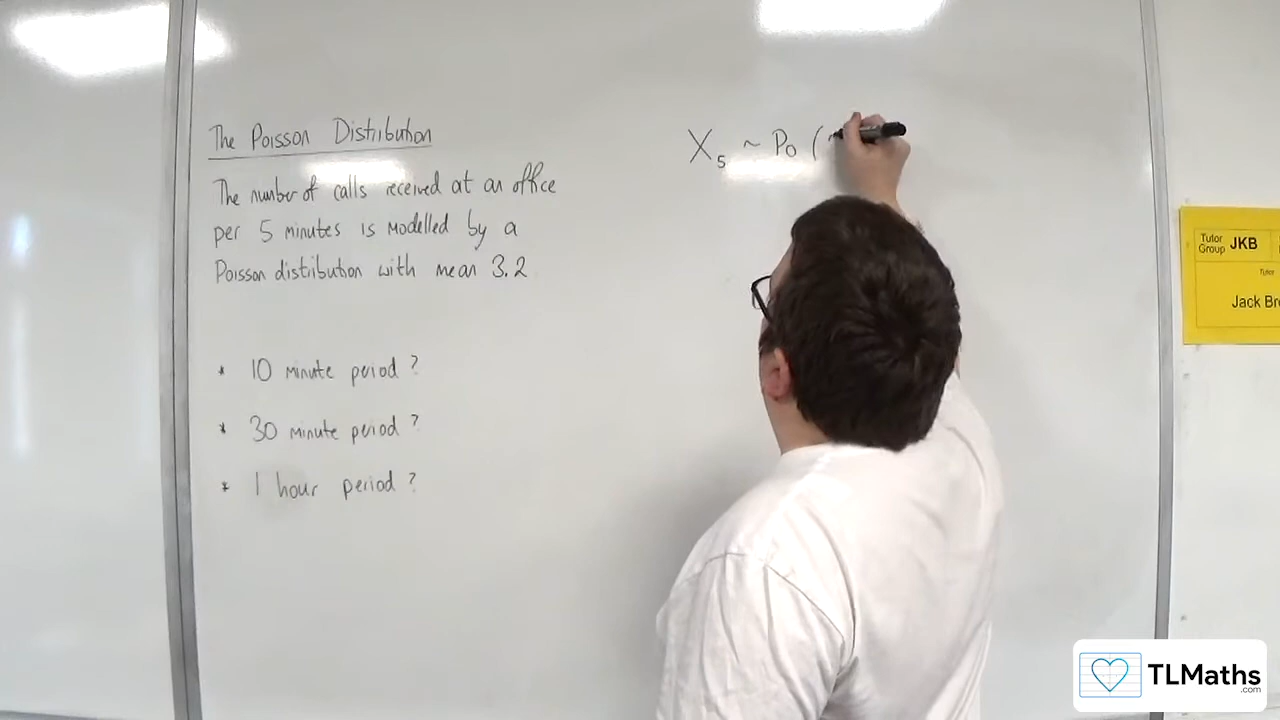 The Poisson Distribution
The number of calls received at an office
per 5 minutes is modelled by a
Poisson distribution with mean 3.2
* 10 minute period ?
* 30 minute period ?
* 1 hour period ?
X5 ~ Po (
Tutor
Group JKB
Tutor
Jack Br
TLMaths
.com